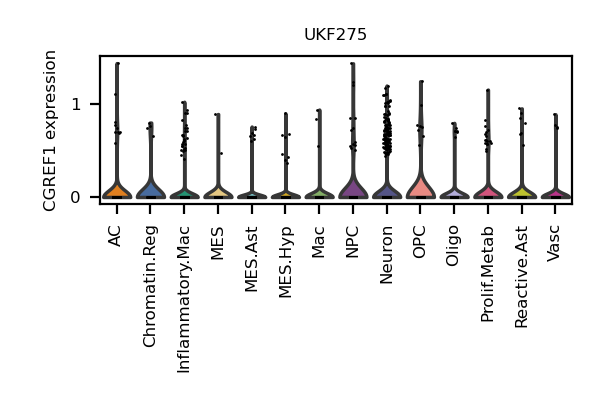 UKF275
CGREF1 expression
1
0
AC
Chromatin.Reg
Inflammatory.Mac
MES
MES.Ast
MES.Hyp
Mac
NPC
Neuron
OPC
Oligo
Prolif.Metab
Reactive.Ast
Vasc